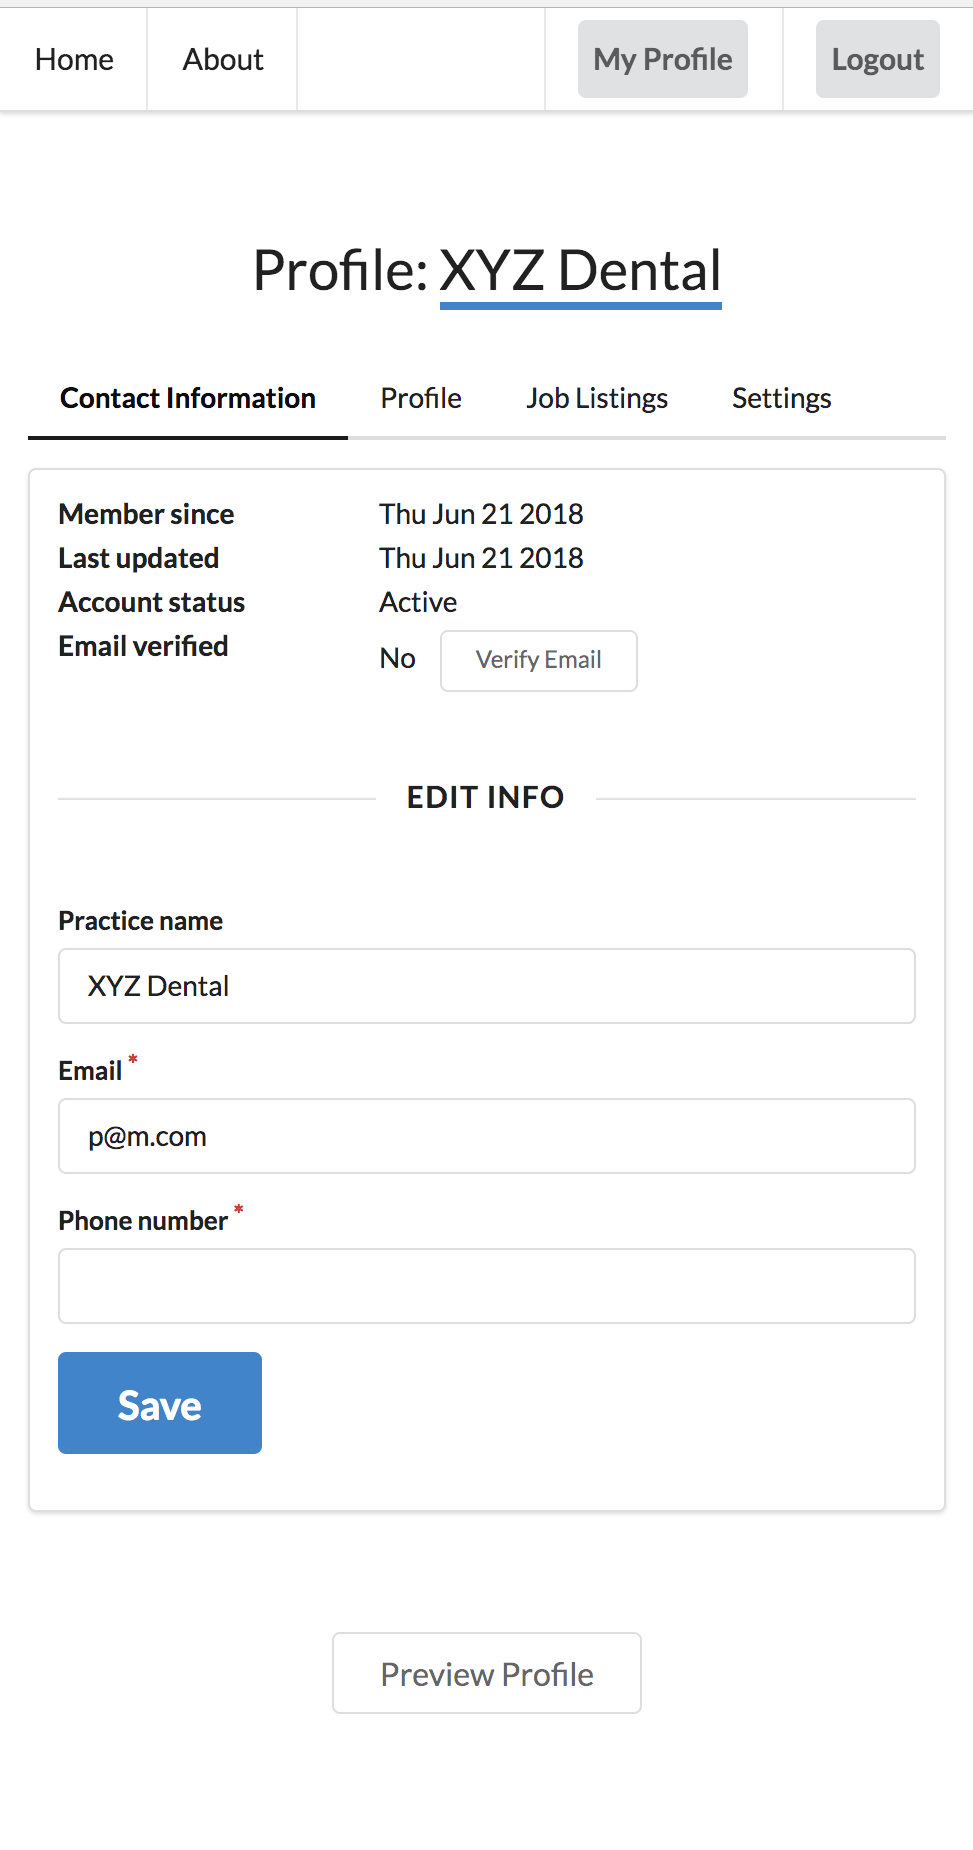 Home About My Profile Logout
Profile: XYZ Dental
Contact Information Profile Job Listings Settings
Member since Thu Jun 21 2018
Last updated Thu Jun 21 2018
Account status Active
Email verified No Verify Email
EDIT INFO
Practice name
XYZ Dental
Email *
p@m.com
Phone number *
Save
Preview Profile